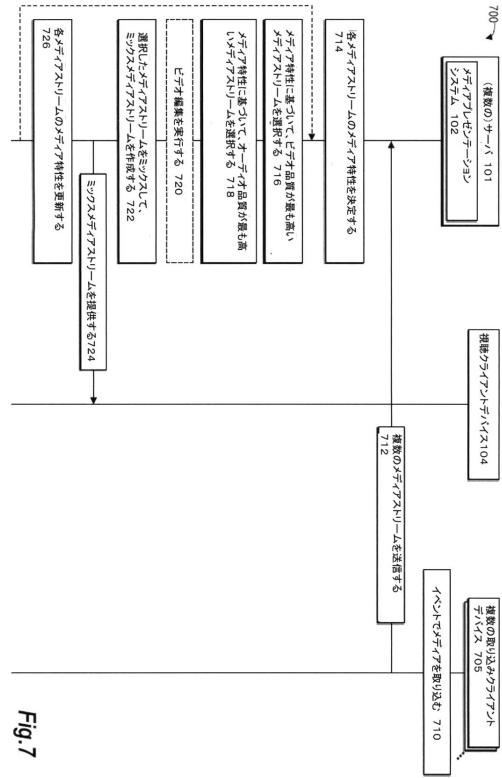 700
(複数の)サーバ 101
メディアプレゼンテーション
システム 102
視聴クライアントデバイス104
複数の取り込みクライアント
デバイス 705
イベントでメディアを取り込む 710
複数のメディアストリームを送信する
712
各メディアストリームのメディア特性を決定する
714
メディア特性に基づいて、ビデオ品質が最も高い
メディアストリームを選択する 716
メディア特性に基づいて、オーディオ品質が最も高
いメディアストリームを選択する 718
ビデオ編集を実行する 720
選択したメディアストリームをミックスして、
ミックスメディアストリームを作成する 722
ミックスメディアストリームを提供する724
各メディアストリームのメディア特性を更新する
726
Fig.7